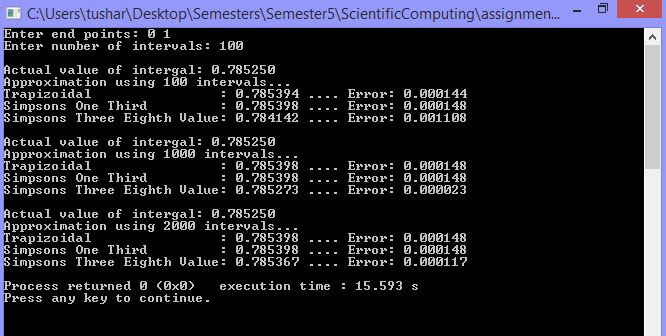 C:\Users\tushar\Desktop\Semesters\Semester5\ScientificComputing\assignmen...
Enter end points: 0 1
Enter number of intervals: 100
Actual value of intergal: 0.785250
Approximation using 100 intervals...
Trapizoidal : 0.785394 .... Error: 0.000144
Simpsons One Third : 0.785398 .... Error: 0.000148
Simpsons Three Eighth Value: 0.784142 .... Error: 0.001108
Actual value of intergal: 0.785250
Approximation using 1000 intervals...
Trapizoidal : 0.785398 .... Error: 0.000148
Simpsons One Third : 0.785398 .... Error: 0.000148
Simpsons Three Eighth Value: 0.785273 .... Error: 0.000023
Actual value of intergal: 0.785250
Approximation using 2000 intervals...
Trapizoidal : 0.785398 .... Error: 0.000148
Simpsons One Third : 0.785398 .... Error: 0.000148
Simpsons Three Eighth Value: 0.785367 .... Error: 0.000117
Process returned 0 (0x0) execution time : 15.593 s
Press any key to continue.